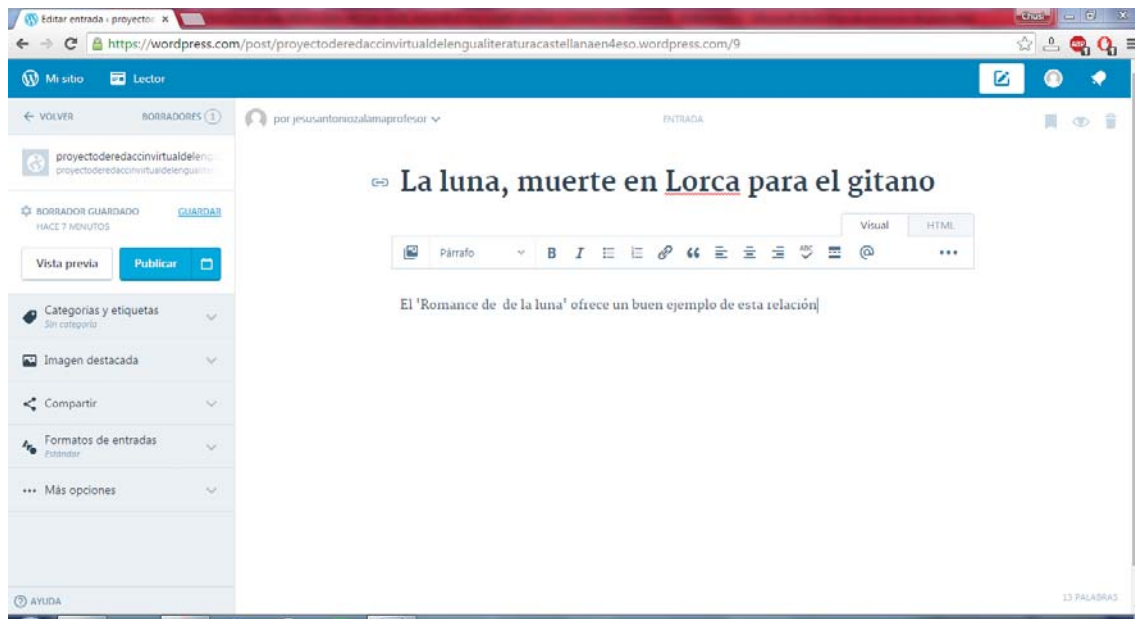 Editar entrada ‹ proyecto
Chusi
https://wordpress.com/post/proyectoderedaccinvirtualdelengualiteraturacastellanaen4eso.wordpress.com/9
Mi sitio Lector
VOLVER BORRADORES 1
por jesusantoniozalamaprofesor
ENTRADA
proyectoderedaccinvirtualdeleng
proyectoderedaccinvirtualdelengualite
La luna, muerte en Lorca para el gitano
BORRADOR GUARDADO GUARDAR
HACE 7 MINUTOS
Visual HTML
Vista previa Publicar
Párrafo B I ABC @
El 'Romance de de la luna' ofrece un buen ejemplo de esta relación
Categorías y etiquetas
Sin categoría
Imagen destacada
Compartir
Formatos de entradas
Estándar
Más opciones
AYUDA
13 PALABRAS